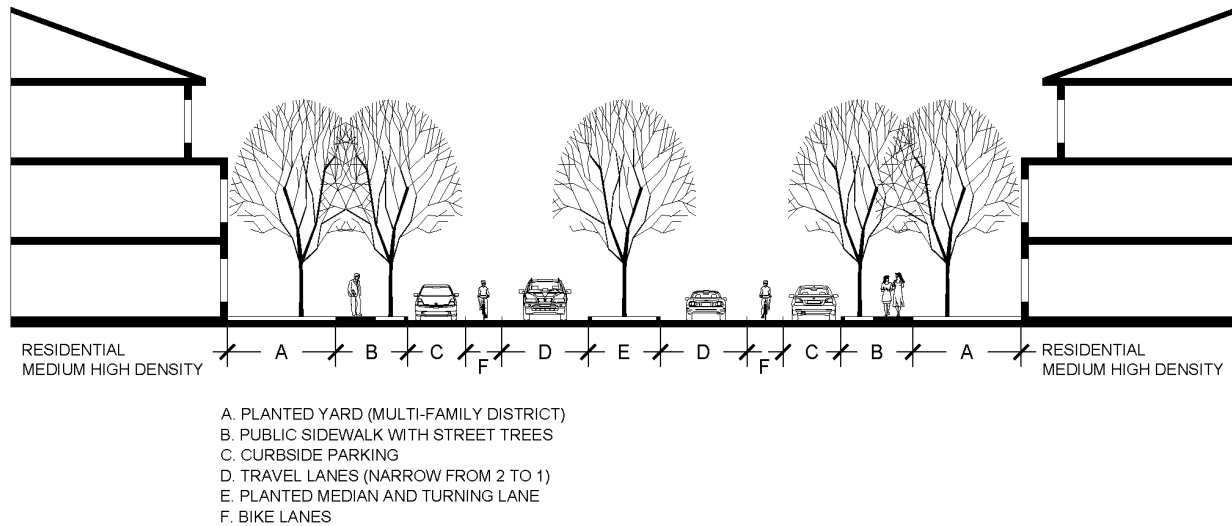 RESIDENTIAL
MEDIUM HIGH DENSITY
A B C F D E D F C B A
RESIDENTIAL
MEDIUM HIGH DENSITY
A. PLANTED YARD (MULTI-FAMILY DISTRICT)
B. PUBLIC SIDEWALK WITH STREET TREES
C. CURBSIDE PARKING
D. TRAVEL LANES (NARROW FROM 2 TO 1)
E. PLANTED MEDIAN AND TURNING LANE
F. BIKE LANES